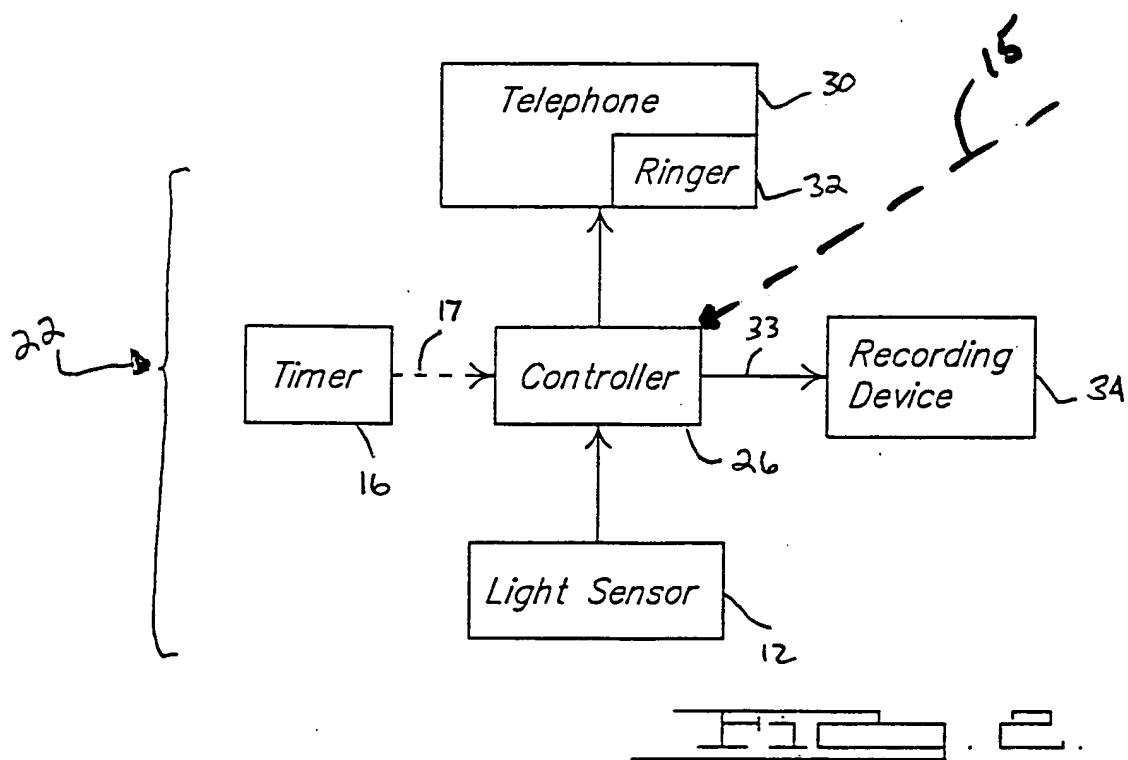 15
Telephone
30
Ringer
32
22
17
33
Timer
Controller
Recording
Device
34
16
26
Light Sensor
12
FIG. 2.